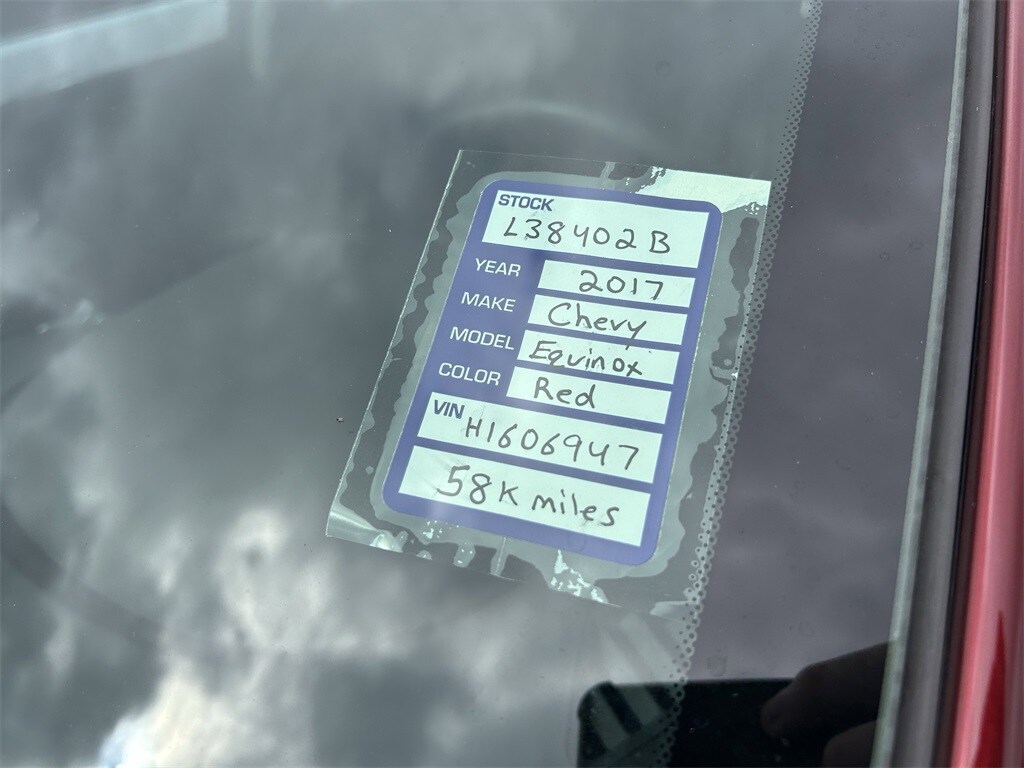 STOCK
L38402B
YEAR 2017
MAKE Chevy
MODEL Equinox
COLOR Red
VIN H1606947
58K miles